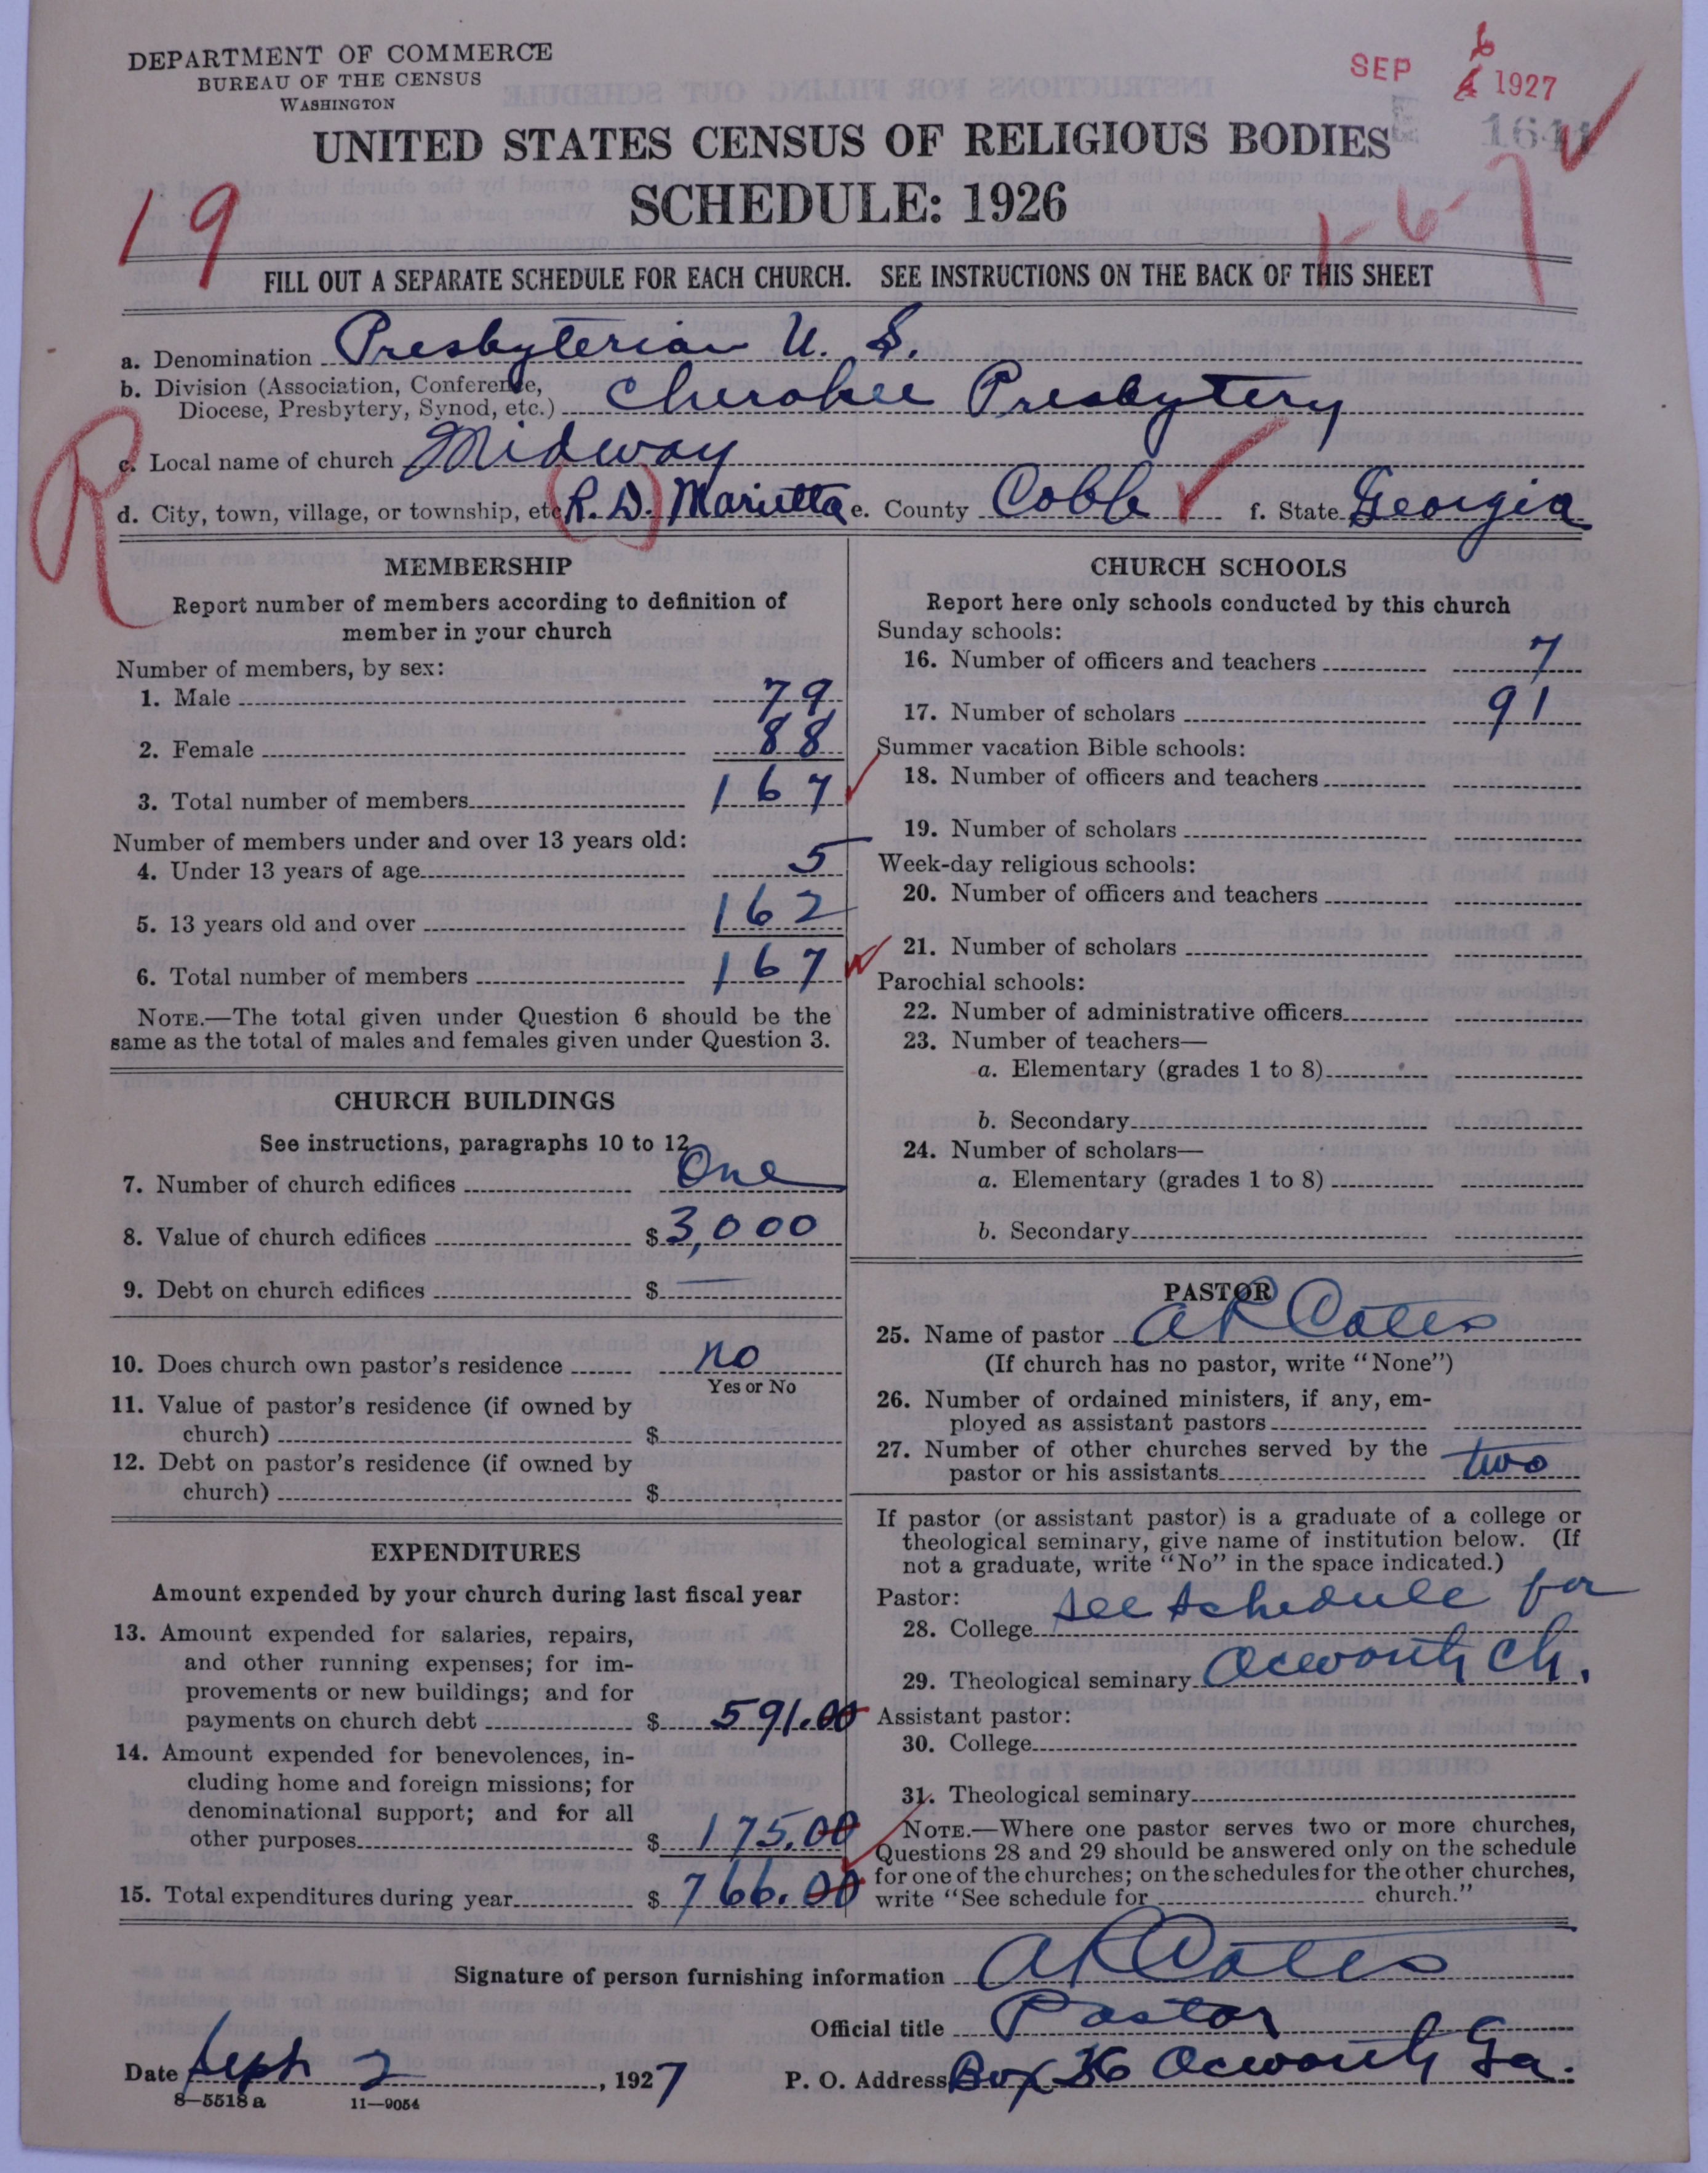 DEPARTMENT OF COMMERCE
BUREAU OF THE CENSUS
WASHINGTON
SEP 6 1927
1641
UNITED STATES CENSUS OF RELIGIOUS BODIES
SCHEDULE: 1926
19
1-6-7
FILL OUT A SEPARATE SCHEDULE FOR EACH CHURCH. SEE INSTRUCTIONS ON THE BACK OF THIS SHEET
a. Denomination Presbyterian U. S.
b. Division (Association, Conference,
Diocese, Presbytery, Synod, etc.) Cherokee Presbytery
R
c. Local name of church Midway
d. City, town, village, or township, etc. (R. D.) Marietta e. County Cobb f. State Georgia
MEMBERSHIP
Report number of members according to definition of
member in your church
Number of members, by sex:
1. Male 79
2. Female 88
3. Total number of members 167
Number of members under and over 13 years old:
4. Under 13 years of age 5
5. 13 years old and over 162
6. Total number of members 167
NOTE.—The total given under Question 6 should be the
same as the total of males and females given under Question 3.
CHURCH BUILDINGS
See instructions, paragraphs 10 to 12
7. Number of church edifices One
8. Value of church edifices $ 3,000
9. Debt on church edifices $ —
10. Does church own pastor's residence No
Yes or No
11. Value of pastor's residence (if owned by
church) $
12. Debt on pastor's residence (if owned by
church) $
EXPENDITURES
Amount expended by your church during last fiscal year
13. Amount expended for salaries, repairs,
and other running expenses; for im-
provements or new buildings; and for
payments on church debt $ 591.00
14. Amount expended for benevolences, in-
cluding home and foreign missions; for
denominational support; and for all
other purposes $ 175.00
15. Total expenditures during year $ 766.00
CHURCH SCHOOLS
Report here only schools conducted by this church
Sunday schools:
16. Number of officers and teachers 7
17. Number of scholars 91
Summer vacation Bible schools:
18. Number of officers and teachers
19. Number of scholars
Week-day religious schools:
20. Number of officers and teachers
21. Number of scholars
Parochial schools:
22. Number of administrative officers
23. Number of teachers—
a. Elementary (grades 1 to 8)
b. Secondary
24. Number of scholars—
a. Elementary (grades 1 to 8)
b. Secondary
PASTOR
25. Name of pastor A R Cates
(If church has no pastor, write "None")
26. Number of ordained ministers, if any, em-
ployed as assistant pastors
27. Number of other churches served by the
pastor or his assistants two
If pastor (or assistant pastor) is a graduate of a college or
theological seminary, give name of institution below. (If
not a graduate, write "No" in the space indicated.)
Pastor:
28. College See schedule for
29. Theological seminary Acworth Ch.
Assistant pastor:
30. College
31. Theological seminary
NOTE.—Where one pastor serves two or more churches,
Questions 28 and 29 should be answered only on the schedule
for one of the churches; on the schedules for the other churches,
write "See schedule for church."
Signature of person furnishing information A R Cates
Official title Pastor
Date Sept 2, 1927 P. O. Address Box 36 Acworth Ga.
8—5518 a 11—9054